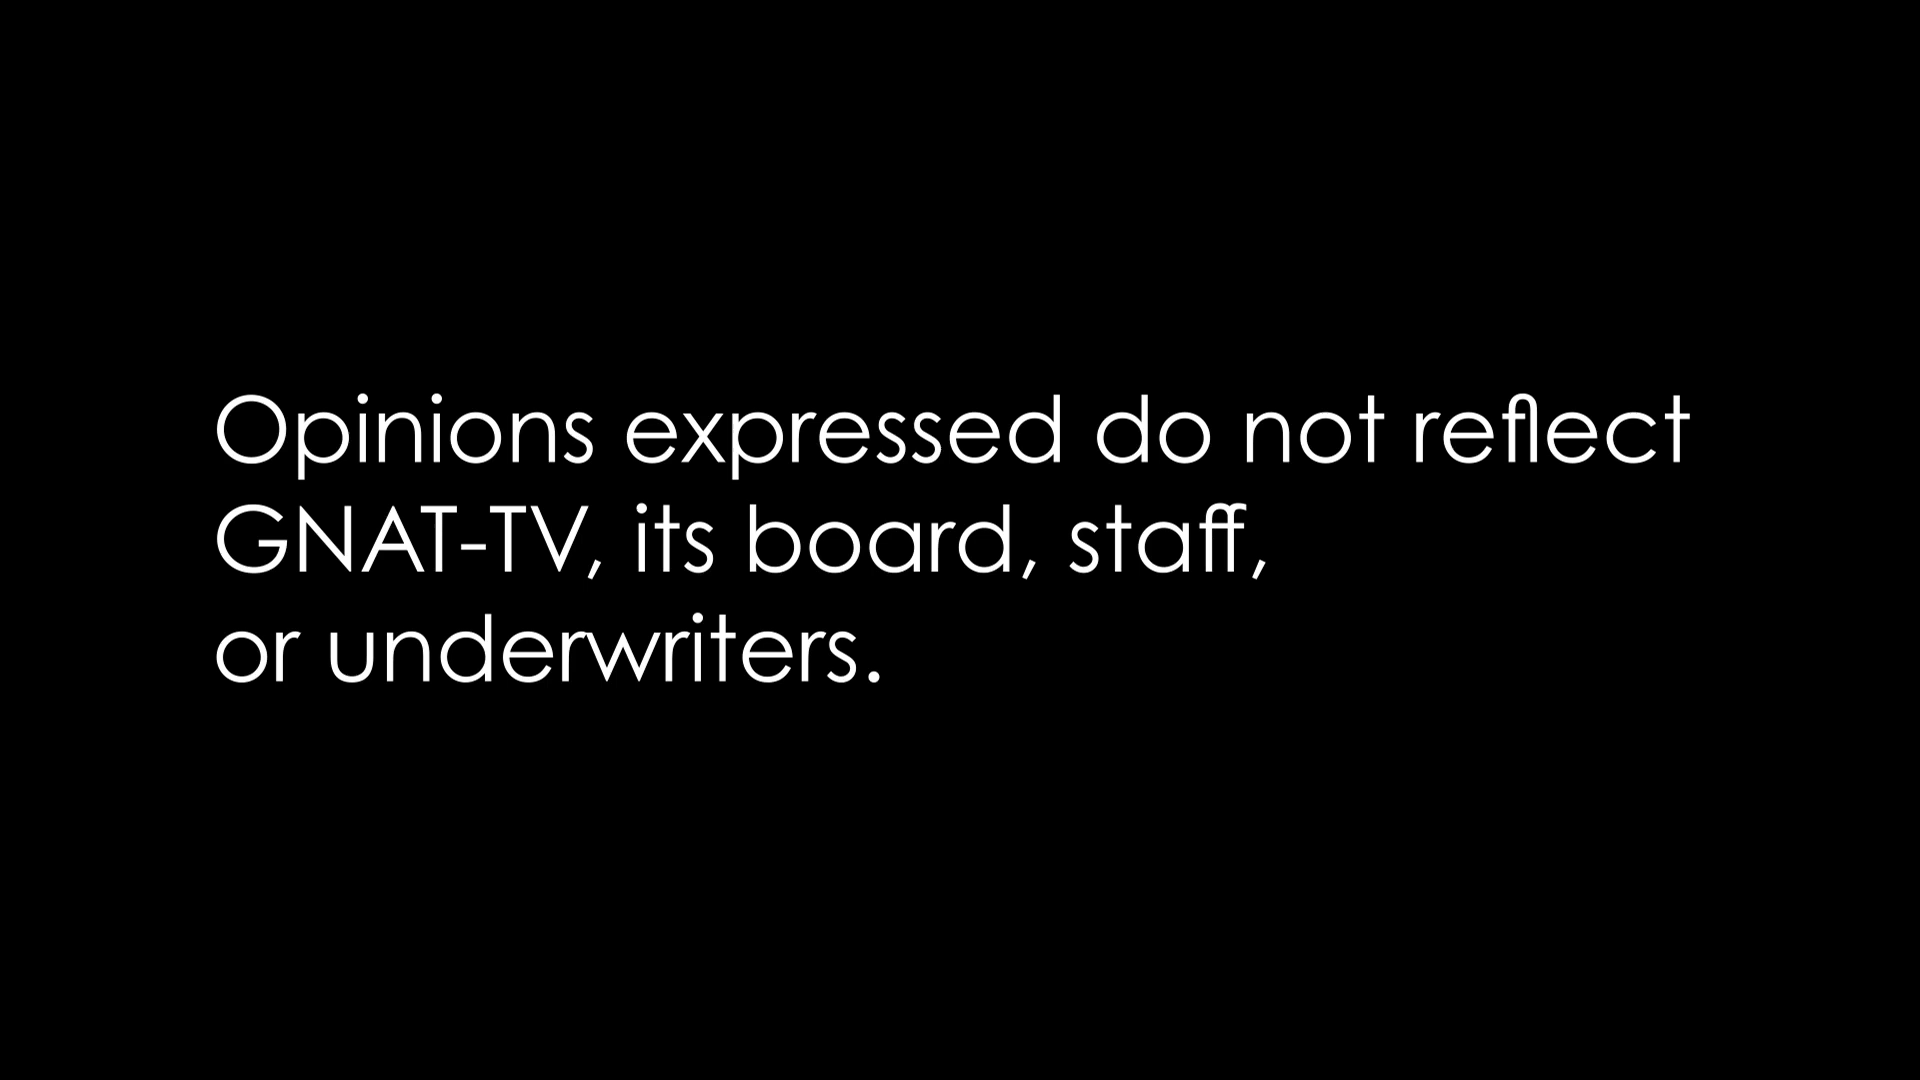 Opinions expressed do not reflect
GNAT-TV, its board, staff,
or underwriters.